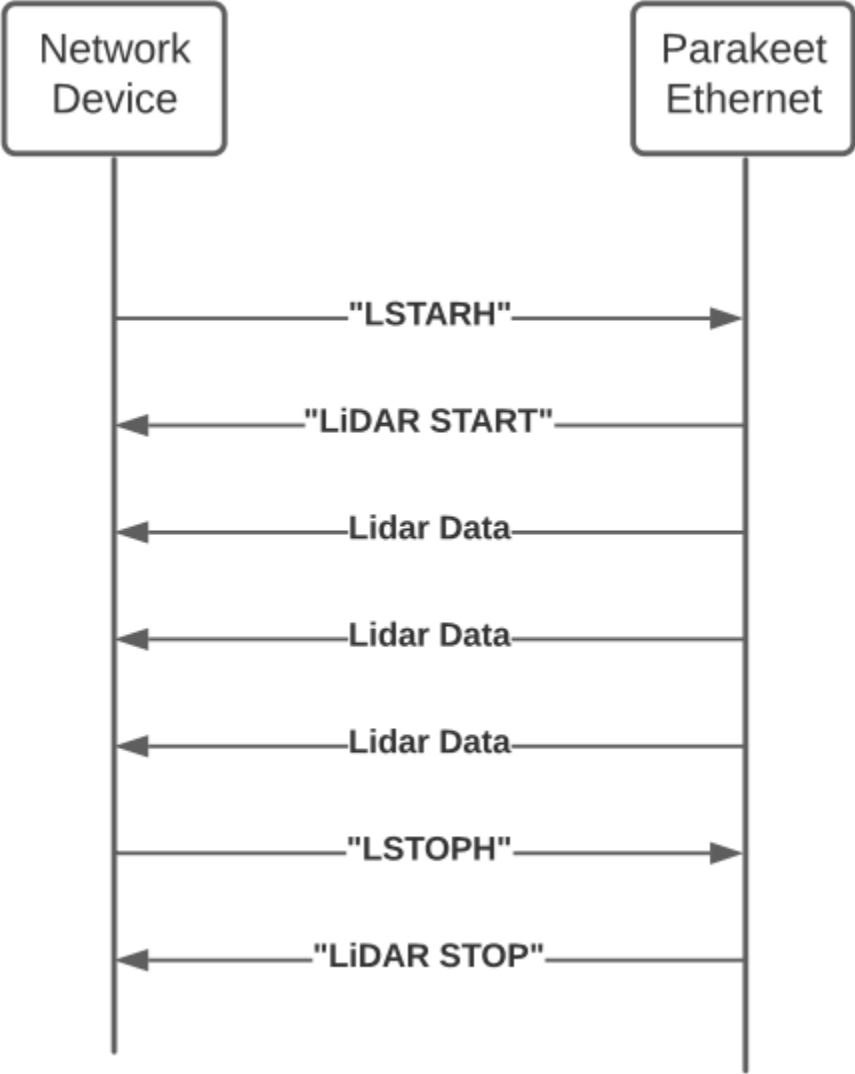 Network
Device
Parakeet
Ethernet
"LSTARH"
"LiDAR START"
Lidar Data
Lidar Data
Lidar Data
"LSTOPH"
"LiDAR STOP"